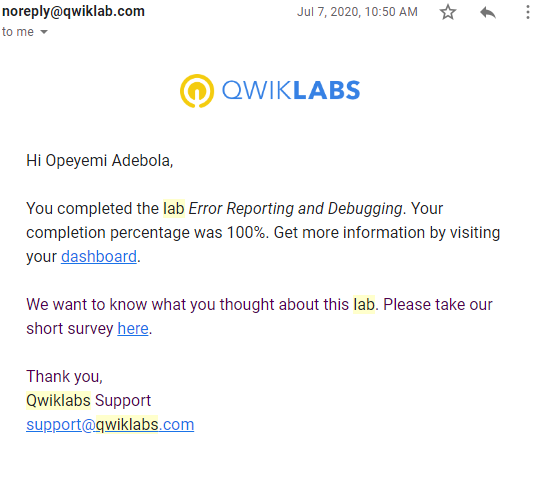 noreply@qwiklab.com Jul 7, 2020, 10:50 AM
to me
QWIKLABS
Hi Opeyemi Adebola,
You completed the lab Error Reporting and Debugging. Your
completion percentage was 100%. Get more information by visiting
your dashboard.
We want to know what you thought about this lab. Please take our
short survey here.
Thank you,
Qwiklabs Support
support@qwiklabs.com